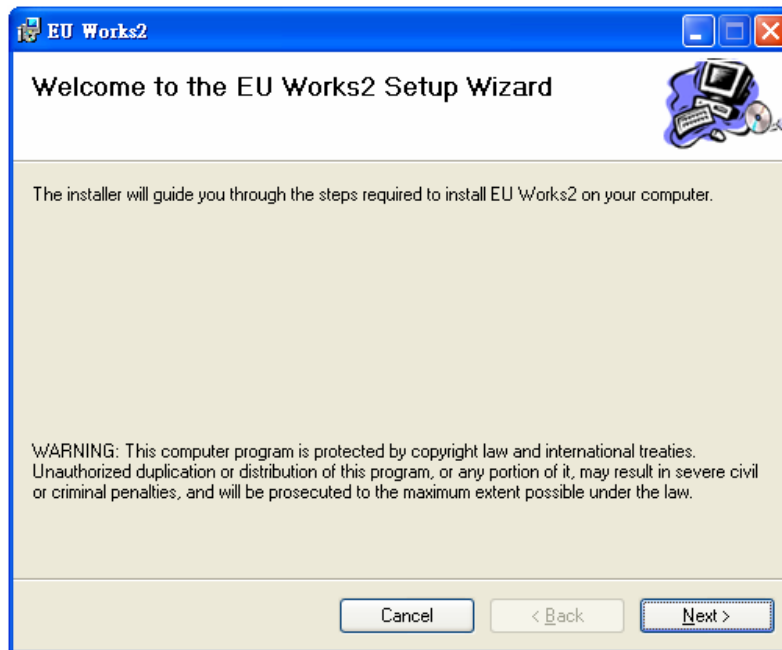 EU Works2
Welcome to the EU Works2 Setup Wizard
The installer will guide you through the steps required to install EU Works2 on your computer.
WARNING: This computer program is protected by copyright law and international treaties.
Unauthorized duplication or distribution of this program, or any portion of it, may result in severe civil
or criminal penalties, and will be prosecuted to the maximum extent possible under the law.
Cancel
< Back
Next >